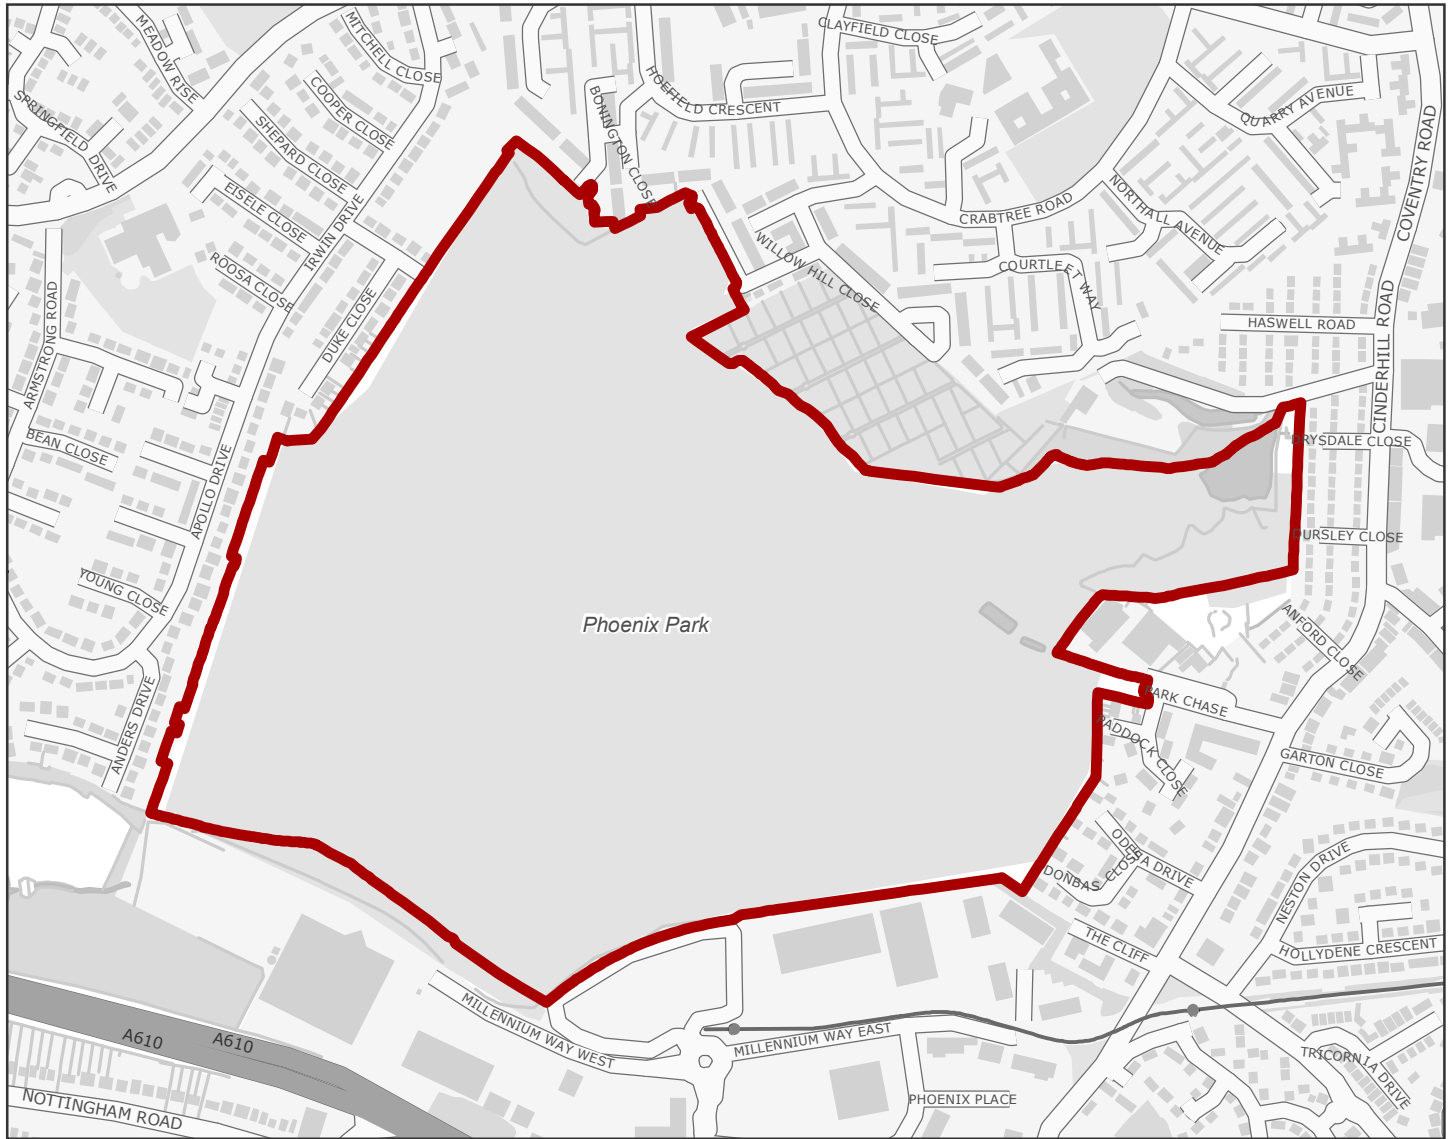 MEADOW RISE
MITCHELL CLOSE
CLAYFIELD CLOSE
COOPER CLOSE
SPRINGFIELD DRIVE
SHEPARD CLOSE
BONINGTON CLOSE
HOEFIELD CRESCENT
QUARRY AVENUE
COVENTRY ROAD
EISELE CLOSE
IRWIN DRIVE
CRABTREE ROAD
NORTHALL AVENUE
ROOSA CLOSE
WILLOW HILL CLOSE
COURTLEET WAY
ARMSTRONG ROAD
DUKE CLOSE
HASWELL ROAD
CINDERHILL ROAD
BEAN CLOSE
DRYSDALE CLOSE
APOLLO DRIVE
DURSLEY CLOSE
YOUNG CLOSE
Phoenix Park
ANFORD CLOSE
ANDERS DRIVE
PARK CHASE
PADDOCK CLOSE
GARTON CLOSE
ODESA DRIVE
DONBAS CLOSE
NESTON DRIVE
THE CLIFF
HOLLYDENE CRESCENT
MILLENNIUM WAY WEST
MILLENNIUM WAY EAST
A610
A610
TRICORNIA DRIVE
NOTTINGHAM ROAD
PHOENIX PLACE